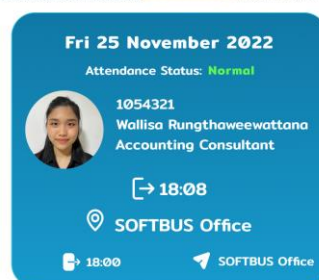 Fri 25 November 2022
Attendance Status: Normal
1054321
Wallisa Rungthaweewattana
Accounting Consultant
18:08
SOFTBUS Office
18:00 SOFTBUS Office